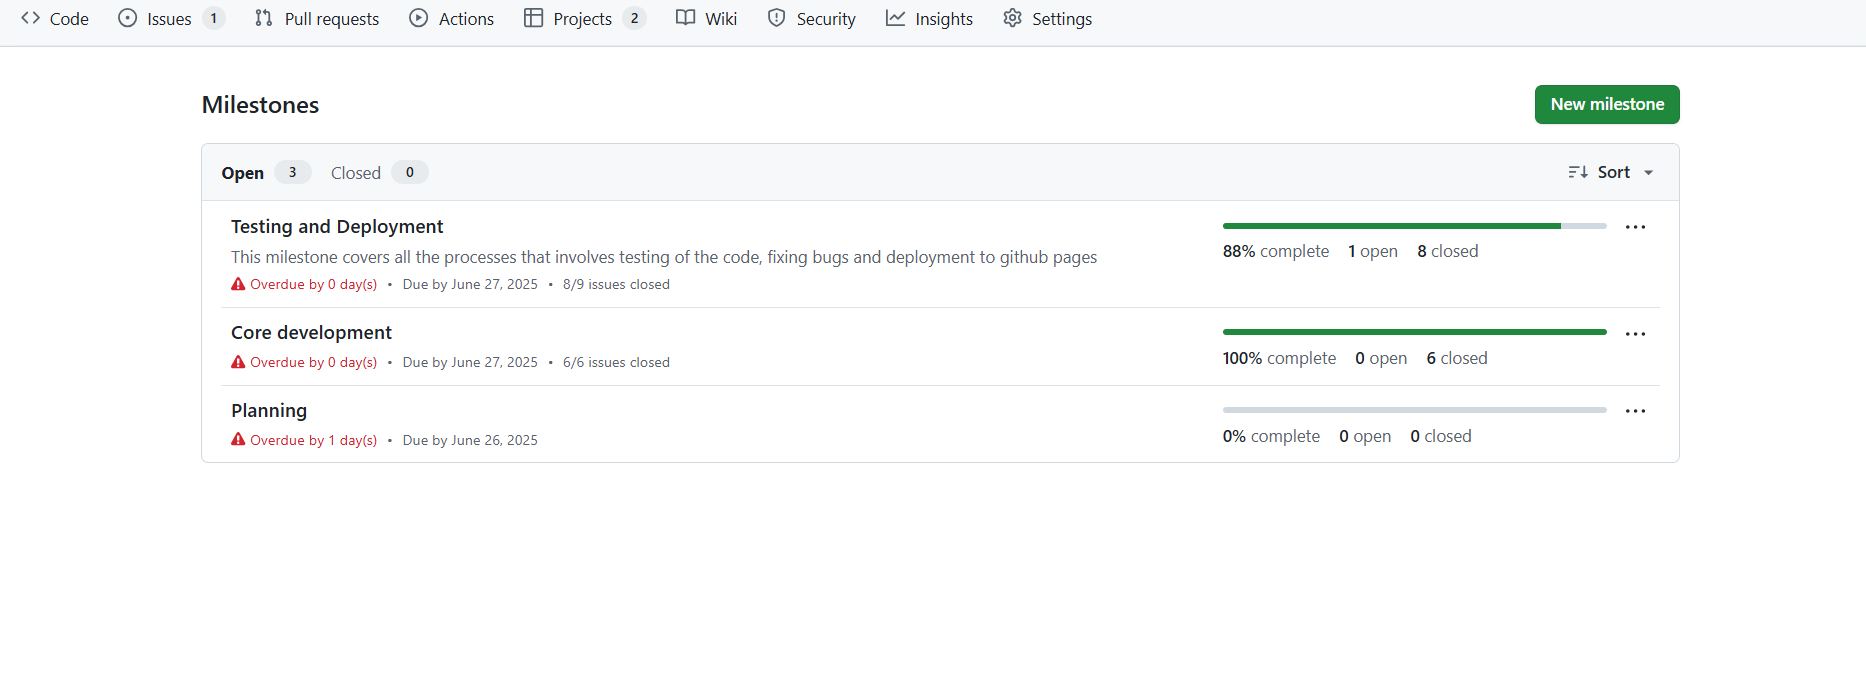 Code Issues 1 Pull requests Actions Projects 2 Wiki Security Insights Settings
Milestones
New milestone
Open 3 Closed 0
Sort
Testing and Deployment
This milestone covers all the processes that involves testing of the code, fixing bugs and deployment to github pages
Overdue by 0 day(s) • Due by June 27, 2025 • 8/9 issues closed
88% complete 1 open 8 closed
Core development
Overdue by 0 day(s) • Due by June 27, 2025 • 6/6 issues closed
100% complete 0 open 6 closed
Planning
Overdue by 1 day(s) • Due by June 26, 2025
0% complete 0 open 0 closed